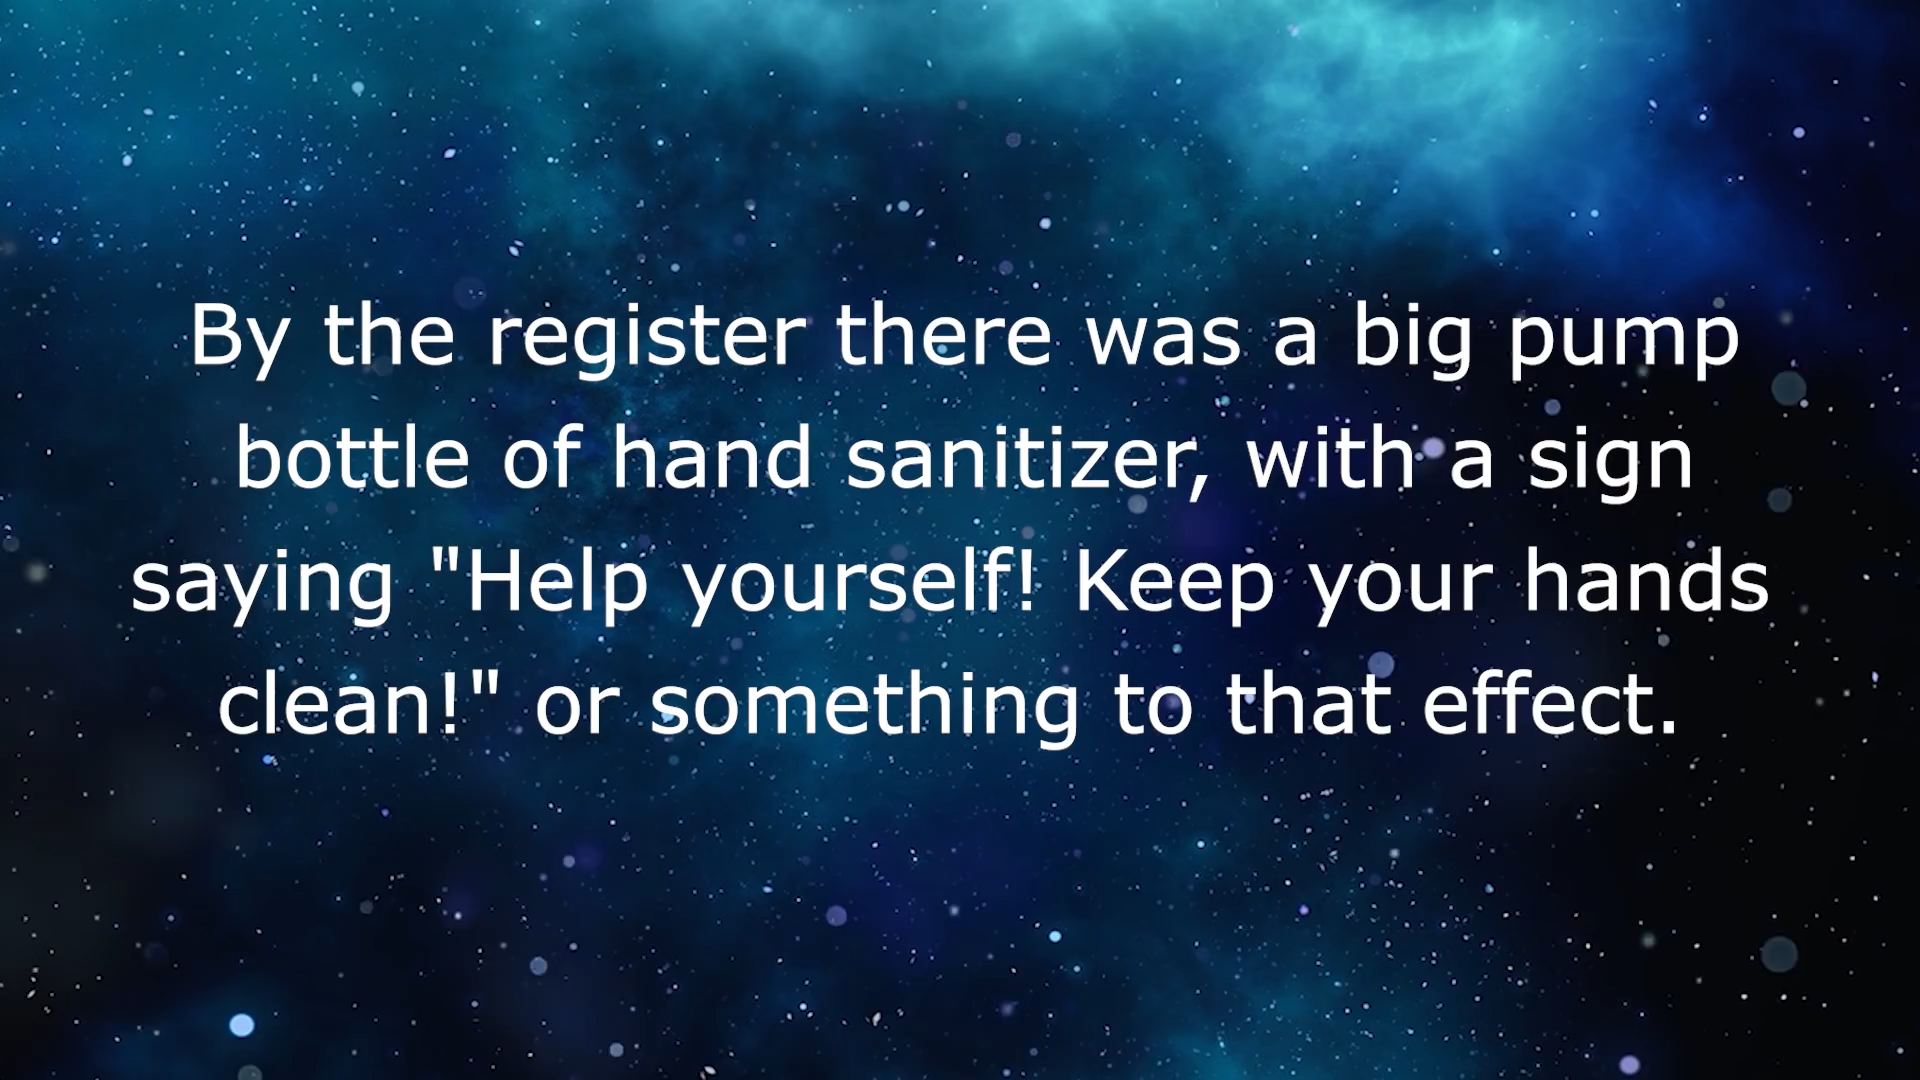 By the register there was a big pump
bottle of hand sanitizer, with a sign
saying "Help yourself! Keep your hands
clean!" or something to that effect.